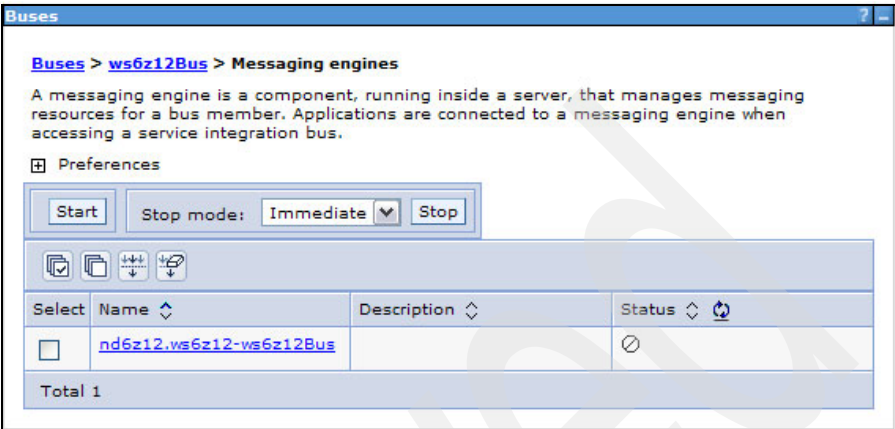 Buses ? -
Buses > ws6z12Bus > Messaging engines
A messaging engine is a component, running inside a server, that manages messaging
resources for a bus member. Applications are connected to a messaging engine when
accessing a service integration bus.
Preferences
Start Stop mode: Immediate Stop
Select Name Description Status
nd6z12.ws6z12-ws6z12Bus
Total 1